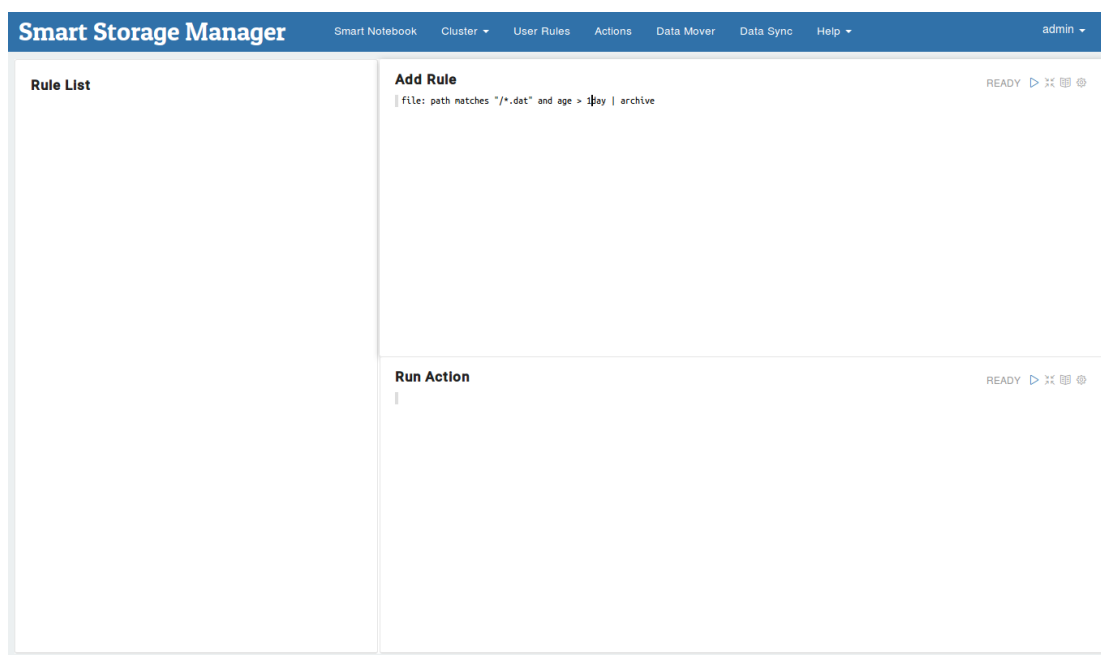 Smart Storage Manager Smart Notebook Cluster User Rules Actions Data Mover Data Sync Help admin
Rule List
Add Rule
READY
file: path matches "/*.dat" and age > 1day | archive
Run Action
READY